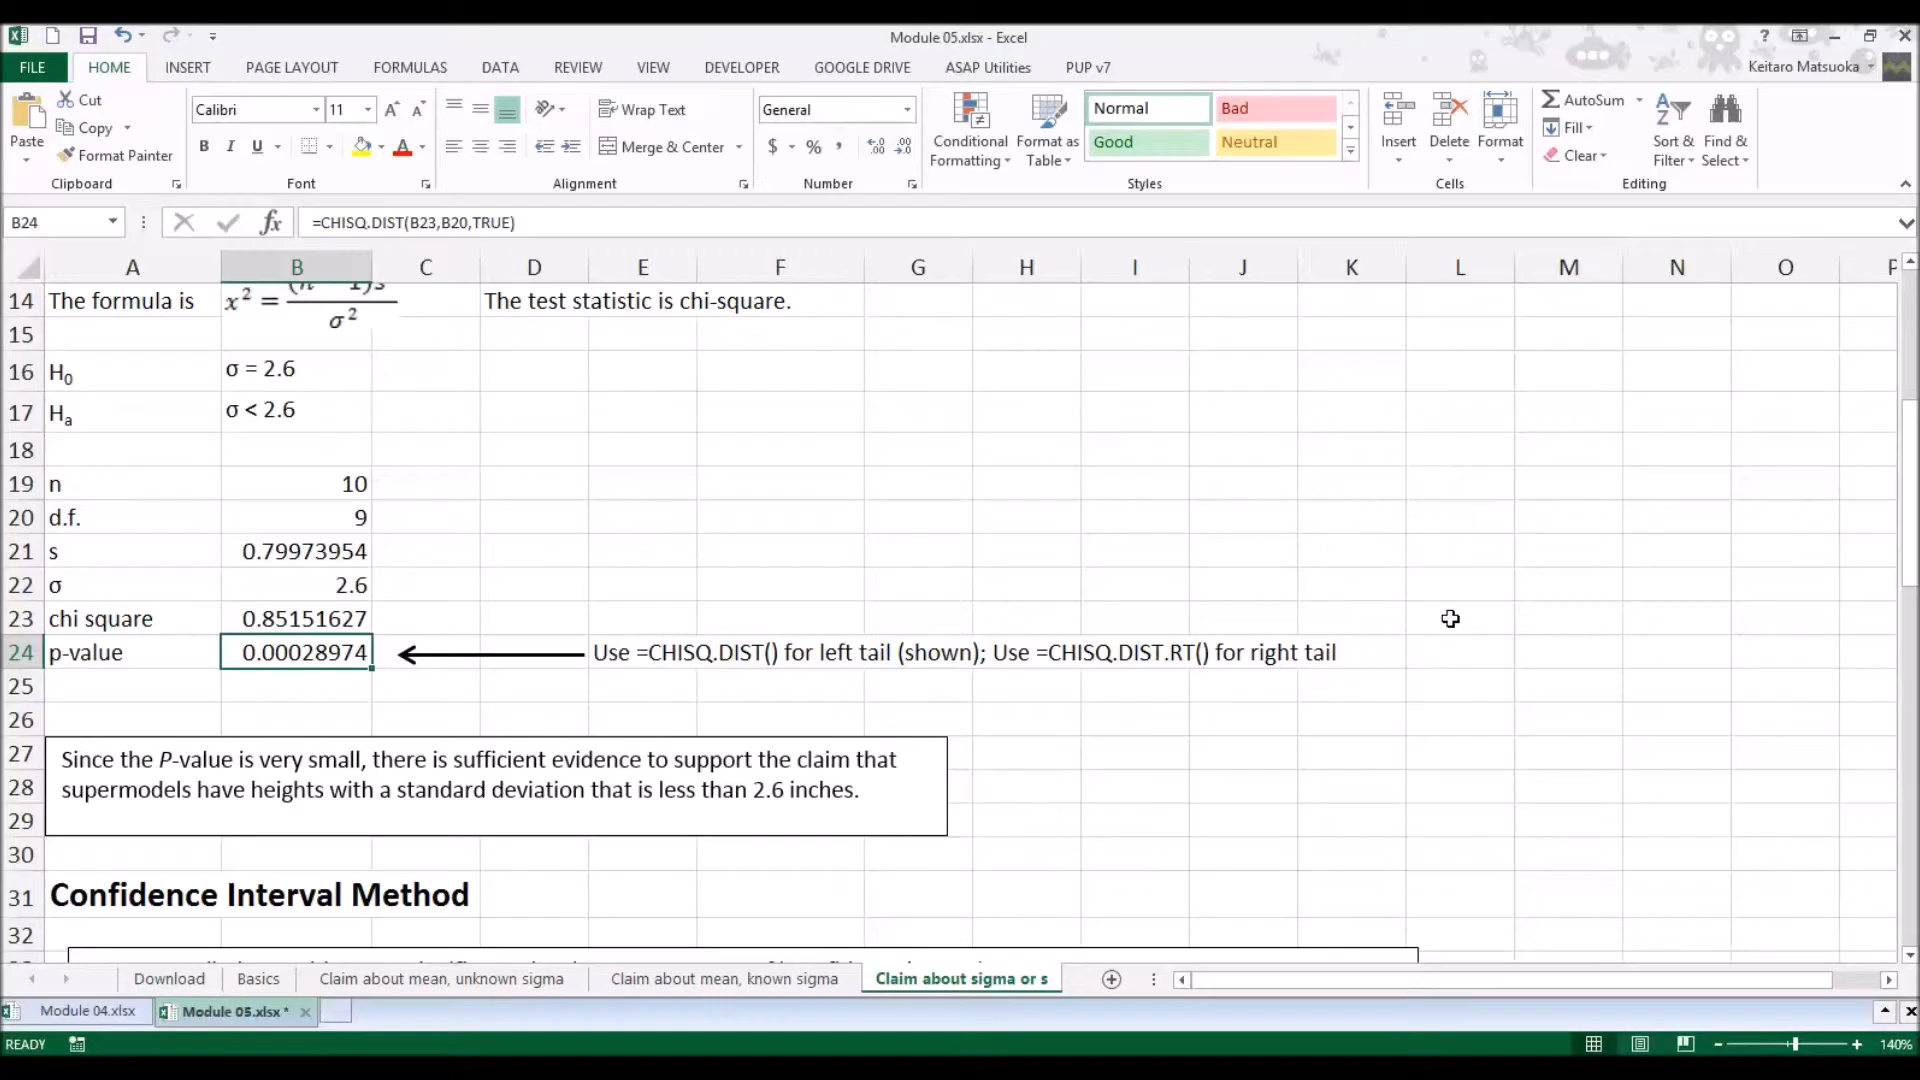 Module 05.xlsx - Excel
?
FILE HOME INSERT PAGE LAYOUT FORMULAS DATA REVIEW VIEW DEVELOPER GOOGLE DRIVE ASAP Utilities PUP v7 Keitaro Matsuoka
Paste
Cut
Copy
Format Painter
Clipboard
Calibri 11
B I U
Font
Wrap Text
Merge & Center
Alignment
General
$ % ,
Number
Conditional Formatting
Format as Table
Normal Bad
Good Neutral
Styles
Insert Delete Format
Cells
AutoSum
Fill
Clear
Sort & Filter
Find & Select
Editing
B24 fx =CHISQ.DIST(B23,B20,TRUE)
A B C D E F G H I J K L M N O P
14 The formula is x² = (n − 1)s / σ² The test statistic is chi-square.
15
16 H0 σ = 2.6
17 Ha σ < 2.6
18
19 n 10
20 d.f. 9
21 s 0.79973954
22 σ 2.6
23 chi square 0.85151627
24 p-value 0.00028974 Use =CHISQ.DIST() for left tail (shown); Use =CHISQ.DIST.RT() for right tail
25
26
27 Since the P-value is very small, there is sufficient evidence to support the claim that
28 supermodels have heights with a standard deviation that is less than 2.6 inches.
29
30
31 Confidence Interval Method
32
Download Basics Claim about mean, unknown sigma Claim about mean, known sigma Claim about sigma or s
Module 04.xlsx Module 05.xlsx *
READY 140%